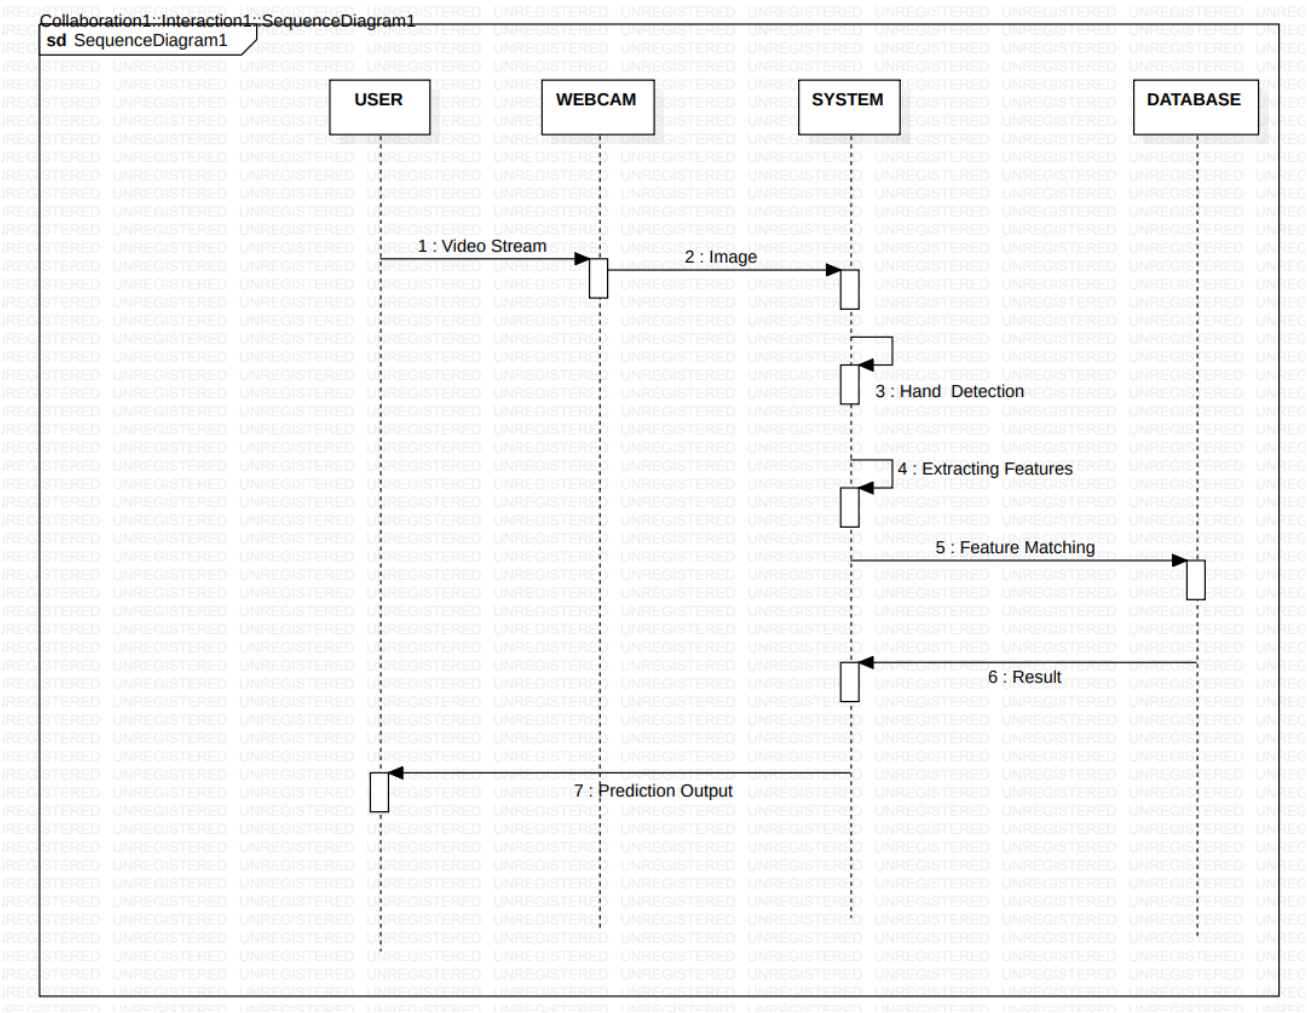 Collaboration1::Interaction1::SequenceDiagram1
sd SequenceDiagram1
USER
WEBCAM
SYSTEM
DATABASE
1 : Video Stream
2 : Image
3 : Hand  Detection
4 : Extracting Features
5 : Feature Matching
6 : Result
7 : Prediction Output
UNREGISTERED